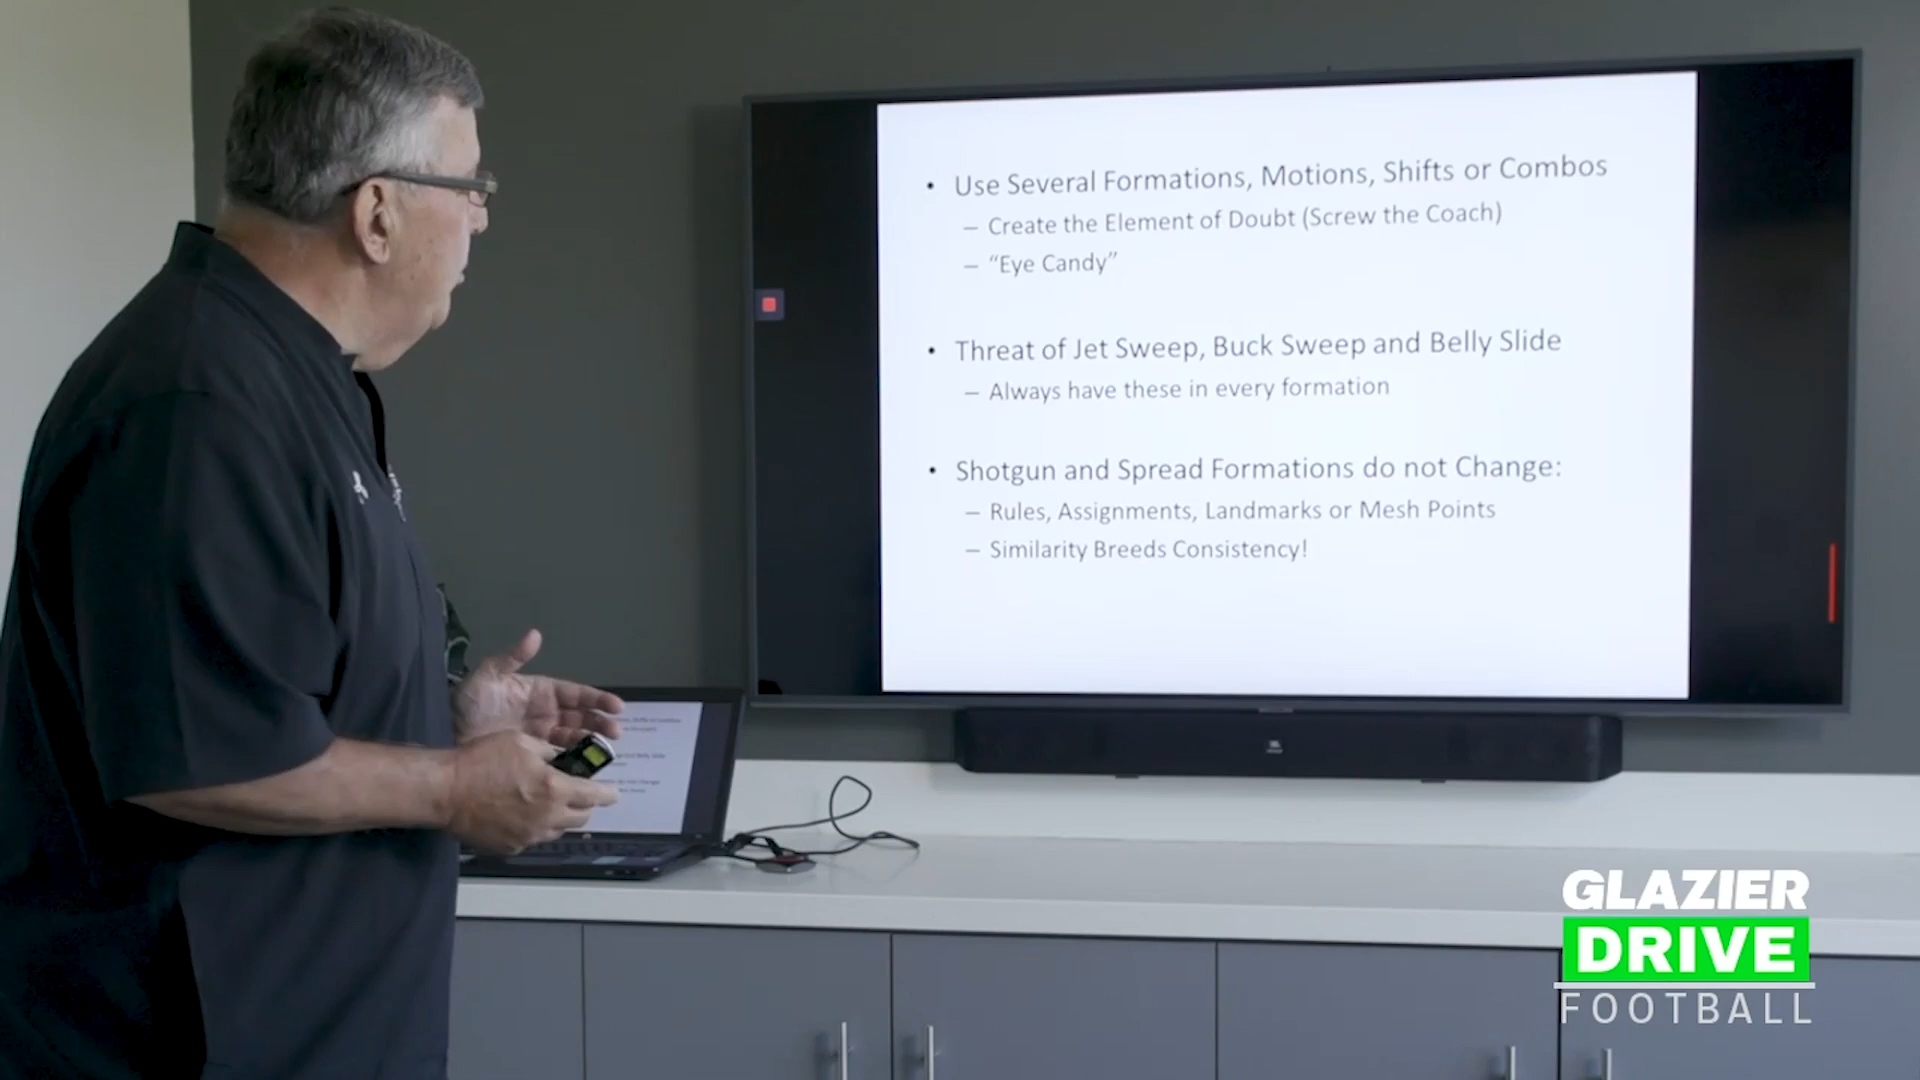 • Use Several Formations, Motions, Shifts or Combos
– Create the Element of Doubt (Screw the Coach)
– “Eye Candy”
• Threat of Jet Sweep, Buck Sweep and Belly Slide
– Always have these in every formation
• Shotgun and Spread Formations do not Change:
– Rules, Assignments, Landmarks or Mesh Points
– Similarity Breeds Consistency!
JBL
GLAZIER
DRIVE
FOOTBALL